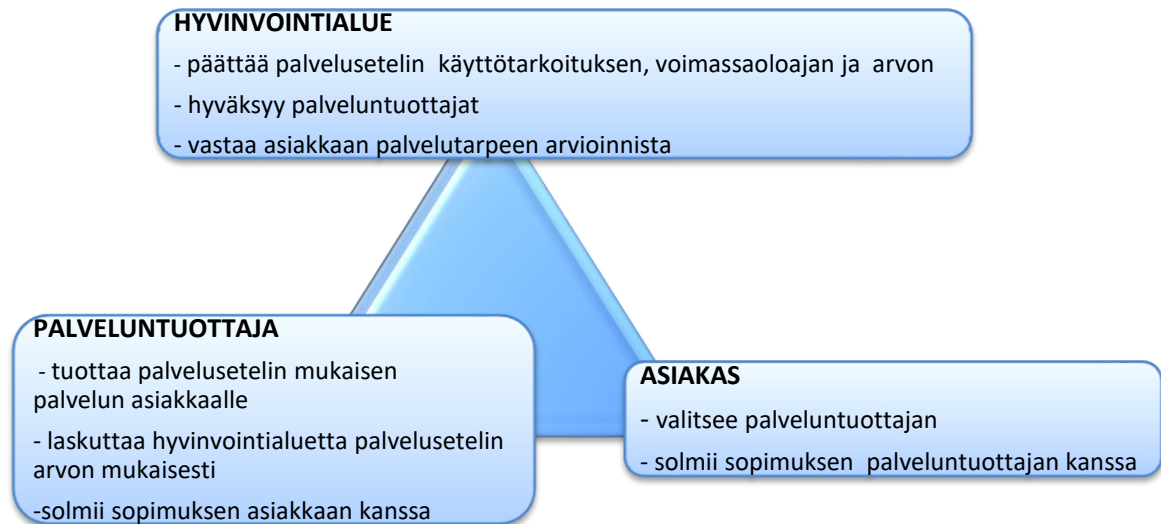 HYVINVOINTIALUE
- päättää palvelusetelin käyttötarkoituksen, voimassaoloajan ja arvon
- hyväksyy palveluntuottajat
- vastaa asiakkaan palvelutarpeen arvioinnista
PALVELUNTUOTTAJA
- tuottaa palvelusetelin mukaisen
palvelun asiakkaalle
- laskuttaa hyvinvointialuetta palvelusetelin
arvon mukaisesti
-solmii sopimuksen asiakkaan kanssa
ASIAKAS
- valitsee palveluntuottajan
- solmii sopimuksen palveluntuottajan kanssa